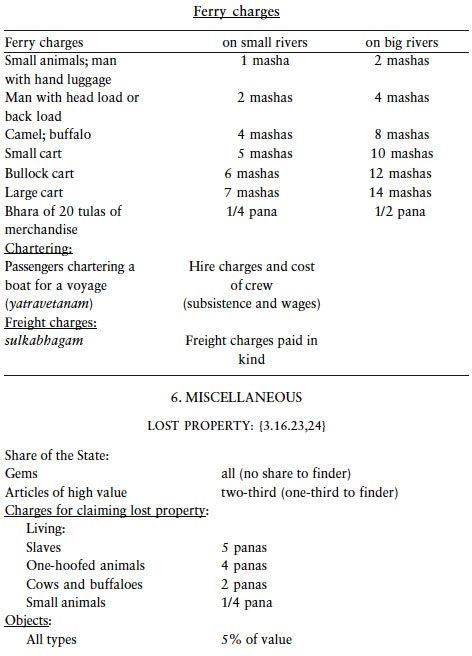 Ferry charges
Ferry charges on small rivers on big rivers
Small animals; man 1 masha 2 mashas
with hand luggage
Man with head load or 2 mashas 4 mashas
back load
Camel; buffalo 4 mashas 8 mashas
Small cart 5 mashas 10 mashas
Bullock cart 6 mashas 12 mashas
Large cart 7 mashas 14 mashas
Bhara of 20 tulas of 1/4 pana 1/2 pana
merchandise
Chartering:
Passengers chartering a Hire charges and cost
boat for a voyage of crew
(yatravetanam) (subsistence and wages)
Freight charges:
sulkabhagam Freight charges paid in
kind
6. MISCELLANEOUS
LOST PROPERTY: {3.16.23,24}
Share of the State:
Gems all (no share to finder)
Articles of high value two-third (one-third to finder)
Charges for claiming lost property:
Living:
Slaves 5 panas
One-hoofed animals 4 panas
Cows and buffaloes 2 panas
Small animals 1/4 pana
Objects:
All types 5% of value